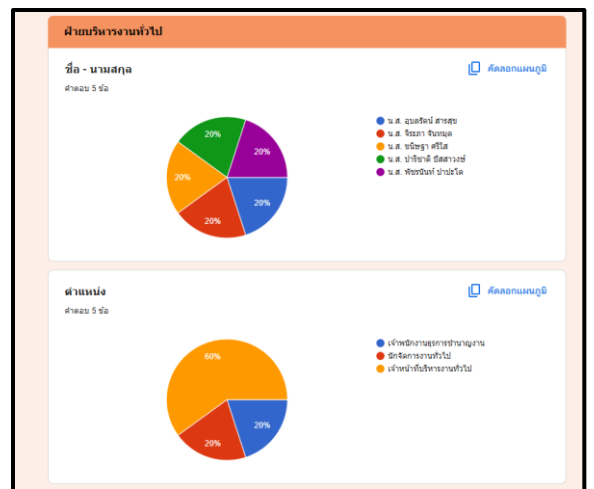 ฝ่ายบริหารงานทั่วไป
ชื่อ - นามสกุล
คัดลอกแผนภูมิ
คำตอบ 5 ข้อ
20%
20%
20%
20%
20%
น.ส. อุบลรัตน์ สารสุข
น.ส. จิรเภา จันทมุด
น.ส. ขนิษฐา ศรีโส
น.ส. ปาริชาติ ยิสสาวงษ์
น.ส. พัชรนันท์ ปาปะโด
ตำแหน่ง
คัดลอกแผนภูมิ
คำตอบ 5 ข้อ
60%
20%
20%
เจ้าพนักงานธุรการชำนาญงาน
นักจัดการงานทั่วไป
เจ้าหน้าที่บริหารงานทั่วไป